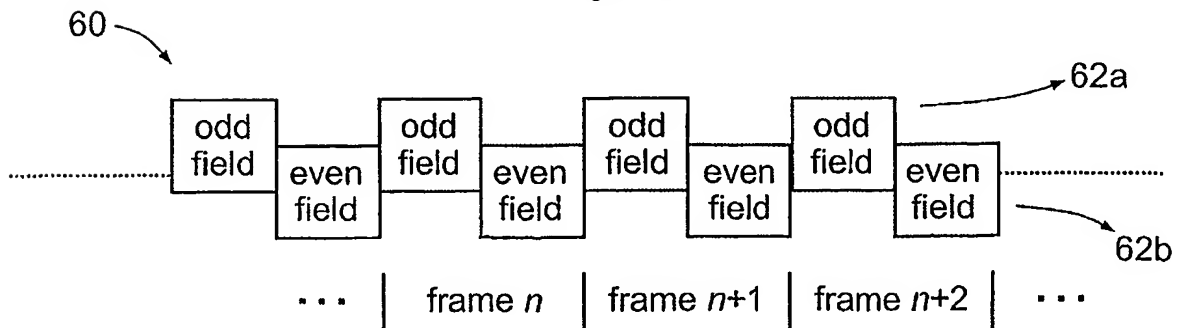 60
62a
odd field odd field odd field odd field
even field even field even field even field
62b
... frame n frame n+1 frame n+2 ...